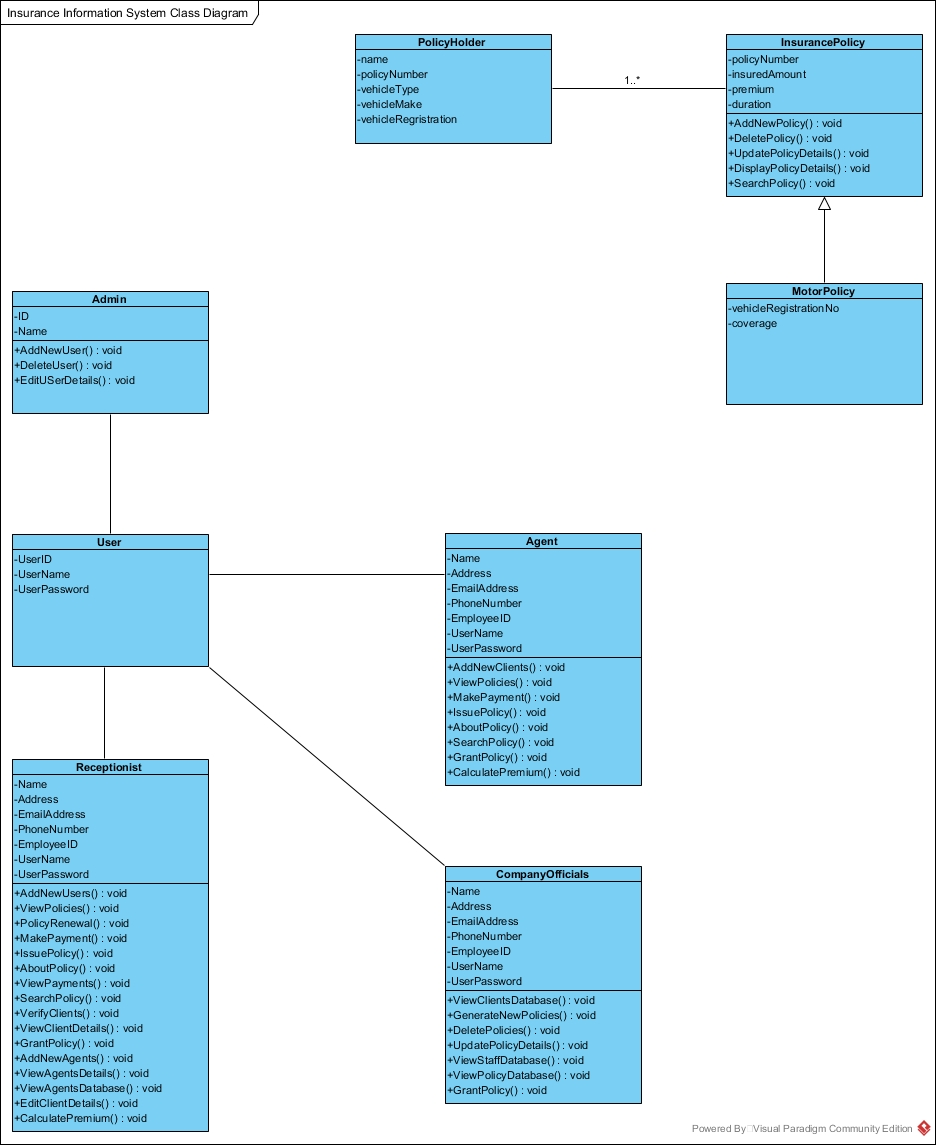 Insurance Information System Class Diagram
PolicyHolder
-name
-policyNumber
-vehicleType
-vehicleMake
-vehicleRegristration
1..*
InsurancePolicy
-policyNumber
-insuredAmount
-premium
-duration
+AddNewPolicy() : void
+DeletePolicy() : void
+UpdatePolicyDetails() : void
+DisplayPolicyDetails() : void
+SearchPolicy() : void
MotorPolicy
-vehicleRegistrationNo
-coverage
Admin
-ID
-Name
+AddNewUser() : void
+DeleteUser() : void
+EditUSerDetails() : void
User
-UserID
-UserName
-UserPassword
Agent
-Name
-Address
-EmailAddress
-PhoneNumber
-EmployeeID
-UserName
-UserPassword
+AddNewClients() : void
+ViewPolicies() : void
+MakePayment() : void
+IssuePolicy() : void
+AboutPolicy() : void
+SearchPolicy() : void
+GrantPolicy() : void
+CalculatePremium() : void
Receptionist
-Name
-Address
-EmailAddress
-PhoneNumber
-EmployeeID
-UserName
-UserPassword
+AddNewUsers() : void
+ViewPolicies() : void
+PolicyRenewal() : void
+MakePayment() : void
+IssuePolicy() : void
+AboutPolicy() : void
+ViewPayments() : void
+SearchPolicy() : void
+VerifyClients() : void
+ViewClientDetails() : void
+GrantPolicy() : void
+AddNewAgents() : void
+ViewAgentsDetails() : void
+ViewAgentsDatabase() : void
+EditClientDetails() : void
+CalculatePremium() : void
CompanyOfficials
-Name
-Address
-EmailAddress
-PhoneNumber
-EmployeeID
-UserName
-UserPassword
+ViewClientsDatabase() : void
+GenerateNewPolicies() : void
+DeletePolicies() : void
+UpdatePolicyDetails() : void
+ViewStaffDatabase() : void
+ViewPolicyDatabase() : void
+GrantPolicy() : void
Powered By Visual Paradigm Community Edition